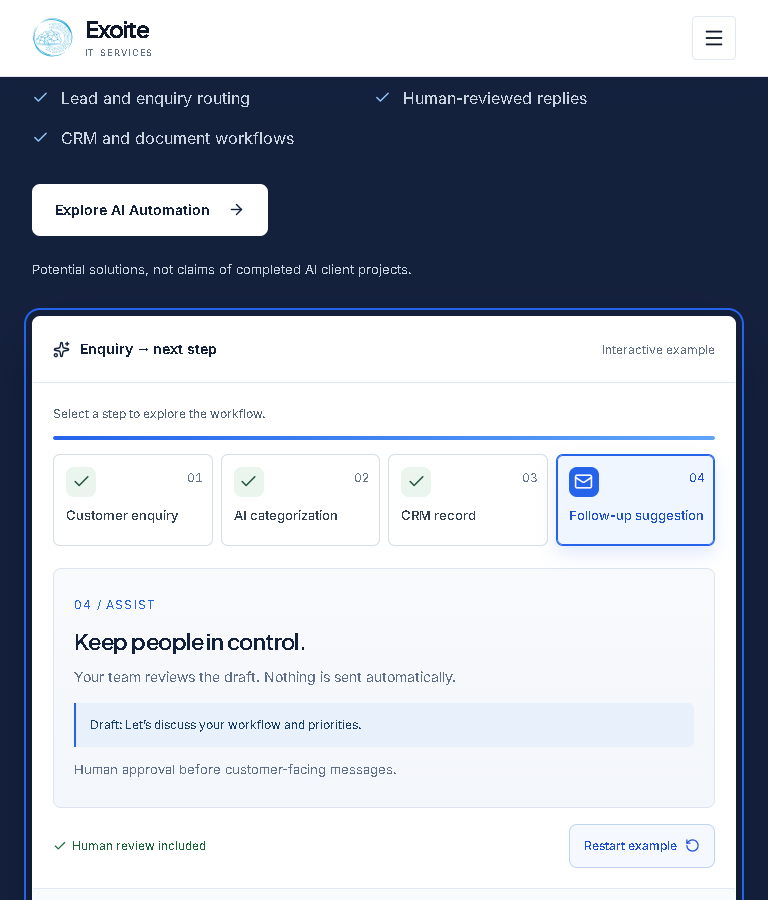 Exoite
IT SERVICES
Lead and enquiry routing
Human-reviewed replies
CRM and document workflows
Explore AI Automation →
Potential solutions, not claims of completed AI client projects.
Enquiry → next step
Interactive example
Select a step to explore the workflow.
01
Customer enquiry
02
AI categorization
03
CRM record
04
Follow-up suggestion
04 / ASSIST
Keep people in control.
Your team reviews the draft. Nothing is sent automatically.
Draft: Let's discuss your workflow and priorities.
Human approval before customer-facing messages.
Human review included
Restart example